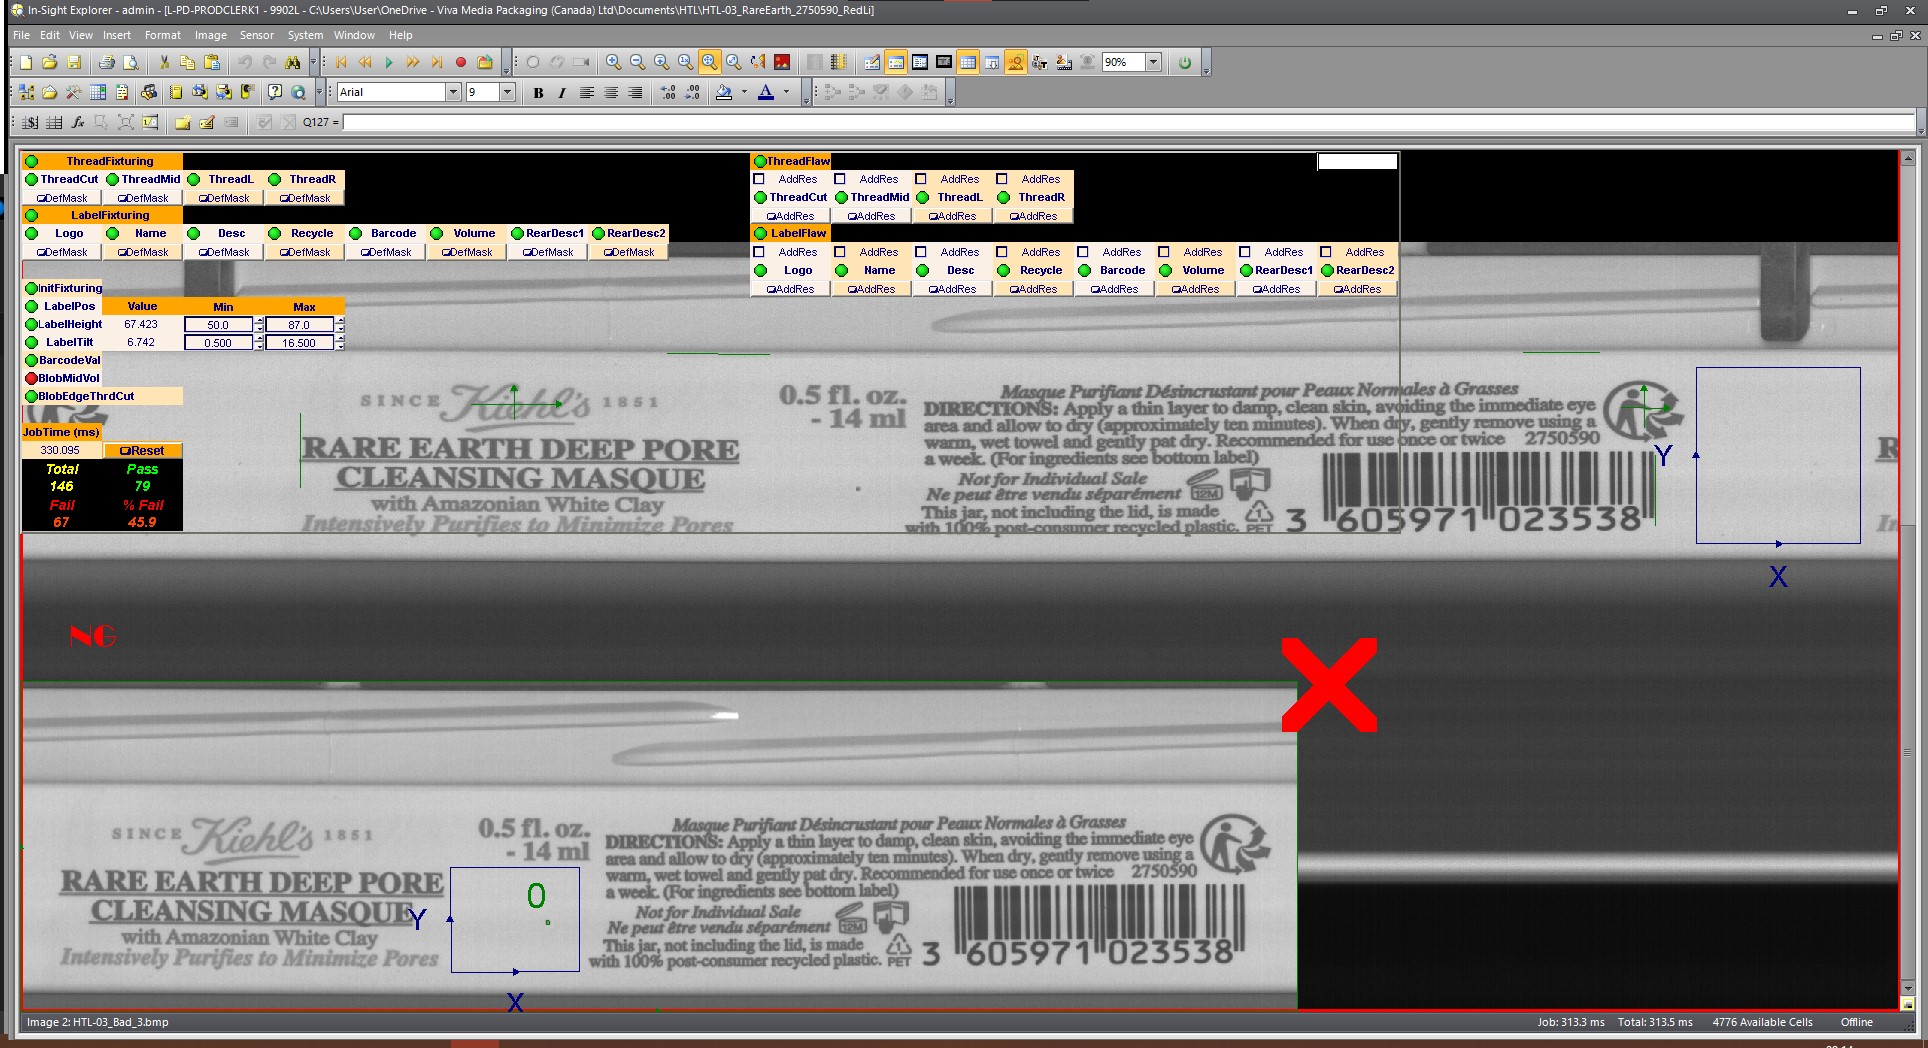 In-Sight Explorer - admin - [L-PD-PRODCLERK1 - 9902L - C:\Users\User\OneDrive - Viva Media Packaging (Canada) Ltd\Documents\HTL\HTL-03_RareEarth_2750590_RedLi]
File Edit View Insert Format Image Sensor System Window Help
90%
Arial 9 B I A
Q127 =
ThreadFixturing
ThreadCut ThreadMid ThreadL ThreadR
DefMask DefMask DefMask DefMask
LabelFixturing
Logo Name Desc Recycle Barcode Volume RearDesc1 RearDesc2
DefMask DefMask DefMask DefMask DefMask DefMask DefMask DefMask
ThreadFlaw
AddRes AddRes AddRes AddRes
ThreadCut ThreadMid ThreadL ThreadR
AddRes AddRes AddRes AddRes
LabelFlaw
AddRes AddRes AddRes AddRes AddRes AddRes AddRes AddRes
Logo Name Desc Recycle Barcode Volume RearDesc1 RearDesc2
AddRes AddRes AddRes AddRes AddRes AddRes AddRes AddRes
InitFixturing
LabelPos Value Min Max
LabelHeight 67.423 50.0 87.0
LabelTilt 6.742 0.500 16.500
BarcodeVal
BlobMidVol
BlobEdgeThrdCut
JobTime (ms)
330.095 Reset
Total Pass
146 79
Fail % Fail
67 45.9
SINCE Kiehl's 1851
RARE EARTH DEEP PORE
CLEANSING MASQUE
with Amazonian White Clay
Intensively Purifies to Minimize Pores
0.5 fl. oz.
- 14 ml
Masque Purifiant Désincrustant pour Peaux Normales à Grasses
DIRECTIONS: Apply a thin layer to damp, clean skin, avoiding the immediate eye
area and allow to dry (approximately ten minutes). When dry, gently remove using a
warm, wet towel and gently pat dry. Recommended for use once or twice 2750590
a week. (For ingredients see bottom label)
Not for Individual Sale
Ne peut être vendu séparément 12M
This jar, not including the lid, is made
with 100% post-consumer recycled plastic. PET
3 605971 023538
Y
X
R
In
NG
SINCE Kiehl's 1851
RARE EARTH DEEP PORE
CLEANSING MASQUE
with Amazonian White Clay
Intensively Purifies to Minimize Pores
0.5 fl. oz.
- 14 ml
Y
0
X
Masque Purifiant Désincrustant pour Peaux Normales à Grasses
DIRECTIONS: Apply a thin layer to damp, clean skin, avoiding the immediate eye
area and allow to dry (approximately ten minutes). When dry, gently remove using a
warm, wet towel and gently pat dry. Recommended for use once or twice 2750590
a week. (For ingredients see bottom label)
Not for Individual Sale
Ne peut être vendu séparément 12M
This jar, not including the lid, is made
with 100% post-consumer recycled plastic. 1 PET
3 605971 023538
Image 2: HTL-03_Bad_3.bmp
Job: 313.3 ms Total: 313.5 ms 4776 Available Cells Offline